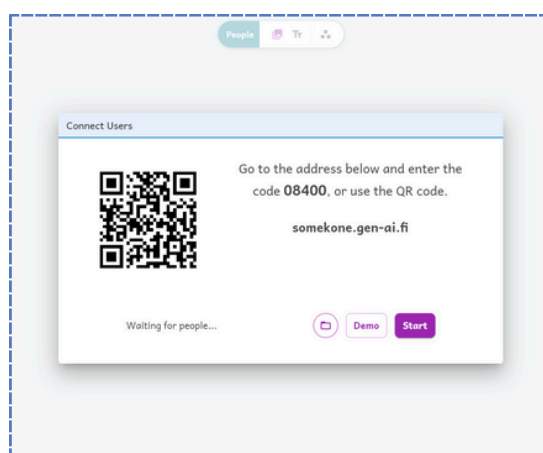 People Tr
Connect Users
Go to the address below and enter the
code 08400, or use the QR code.
somekone.gen-ai.fi
Waiting for people...
Demo Start